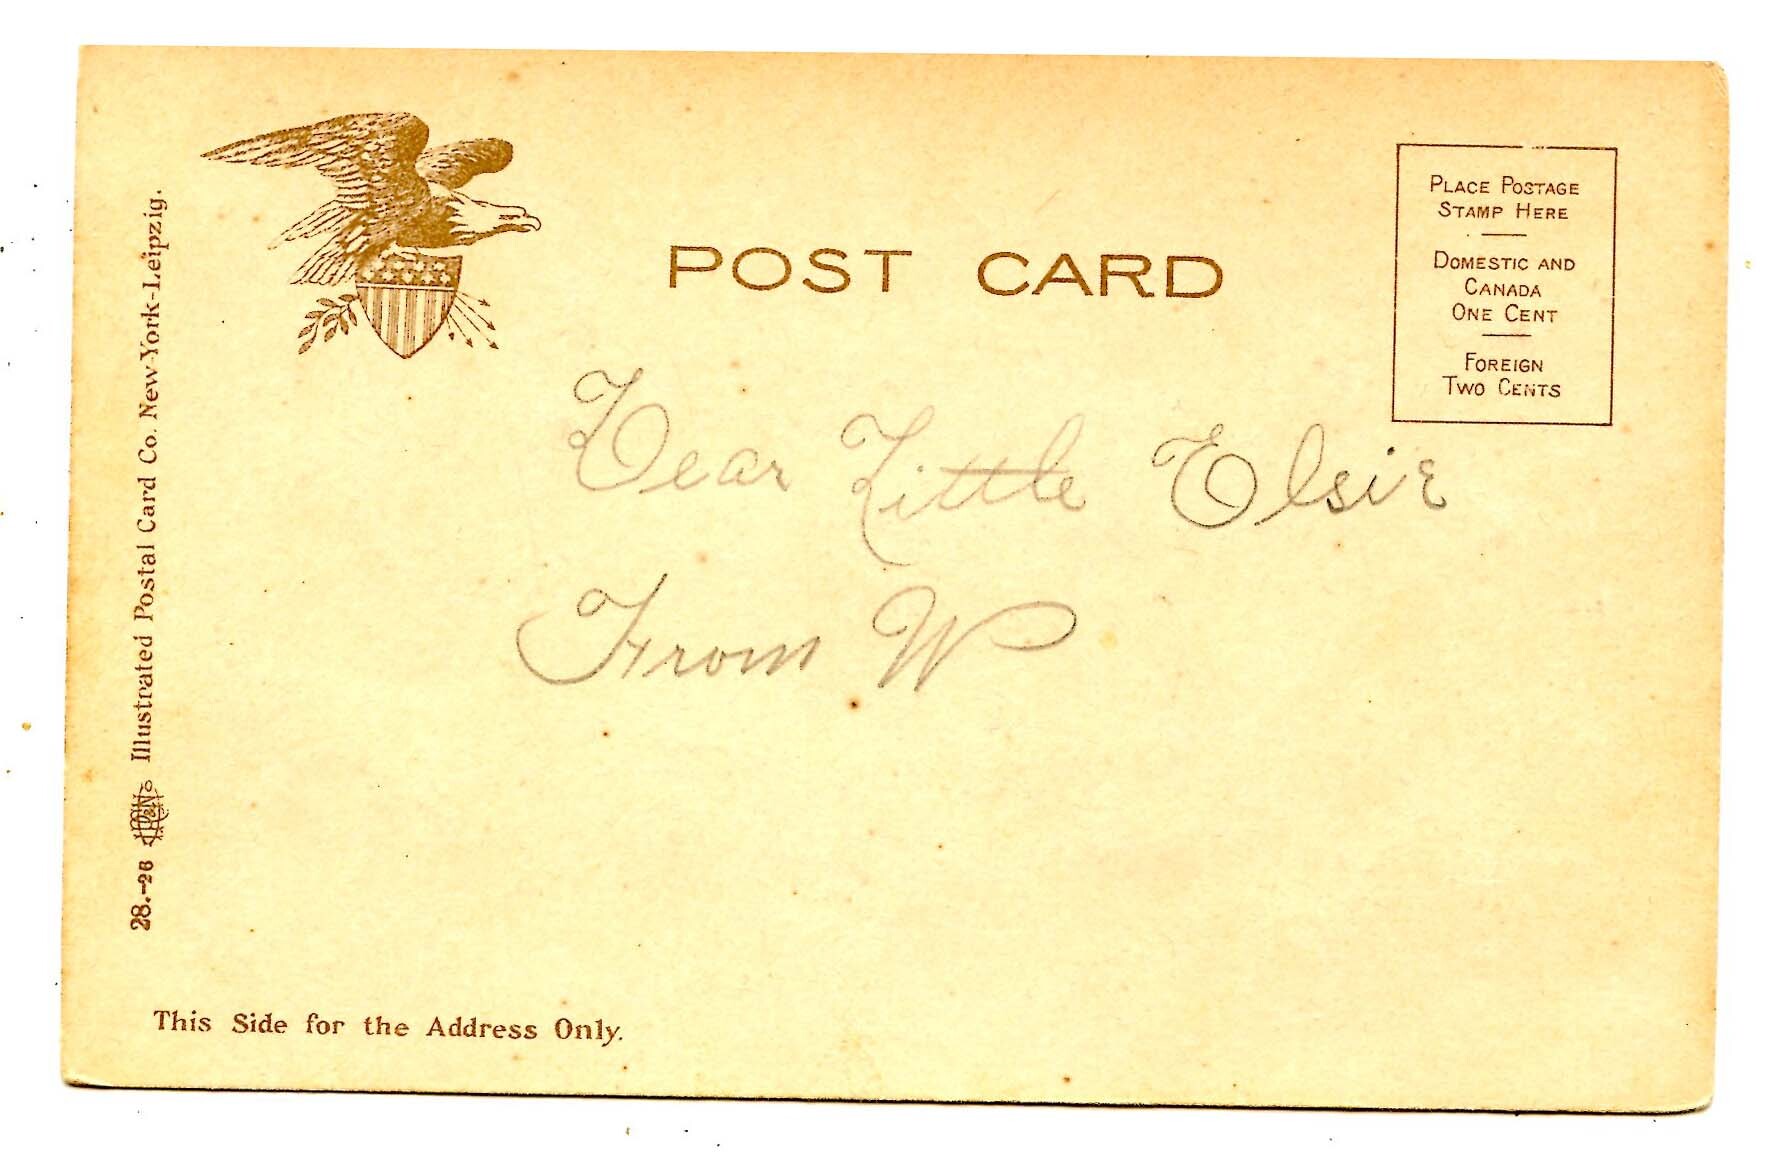 POST CARD
PLACE POSTAGE
STAMP HERE
DOMESTIC AND
CANADA
ONE CENT
FOREIGN
TWO CENTS
Dear Little Elsie
From W
28.-26 Illustrated Postal Card Co. New-York-Leipzig.
This Side for the Address Only.